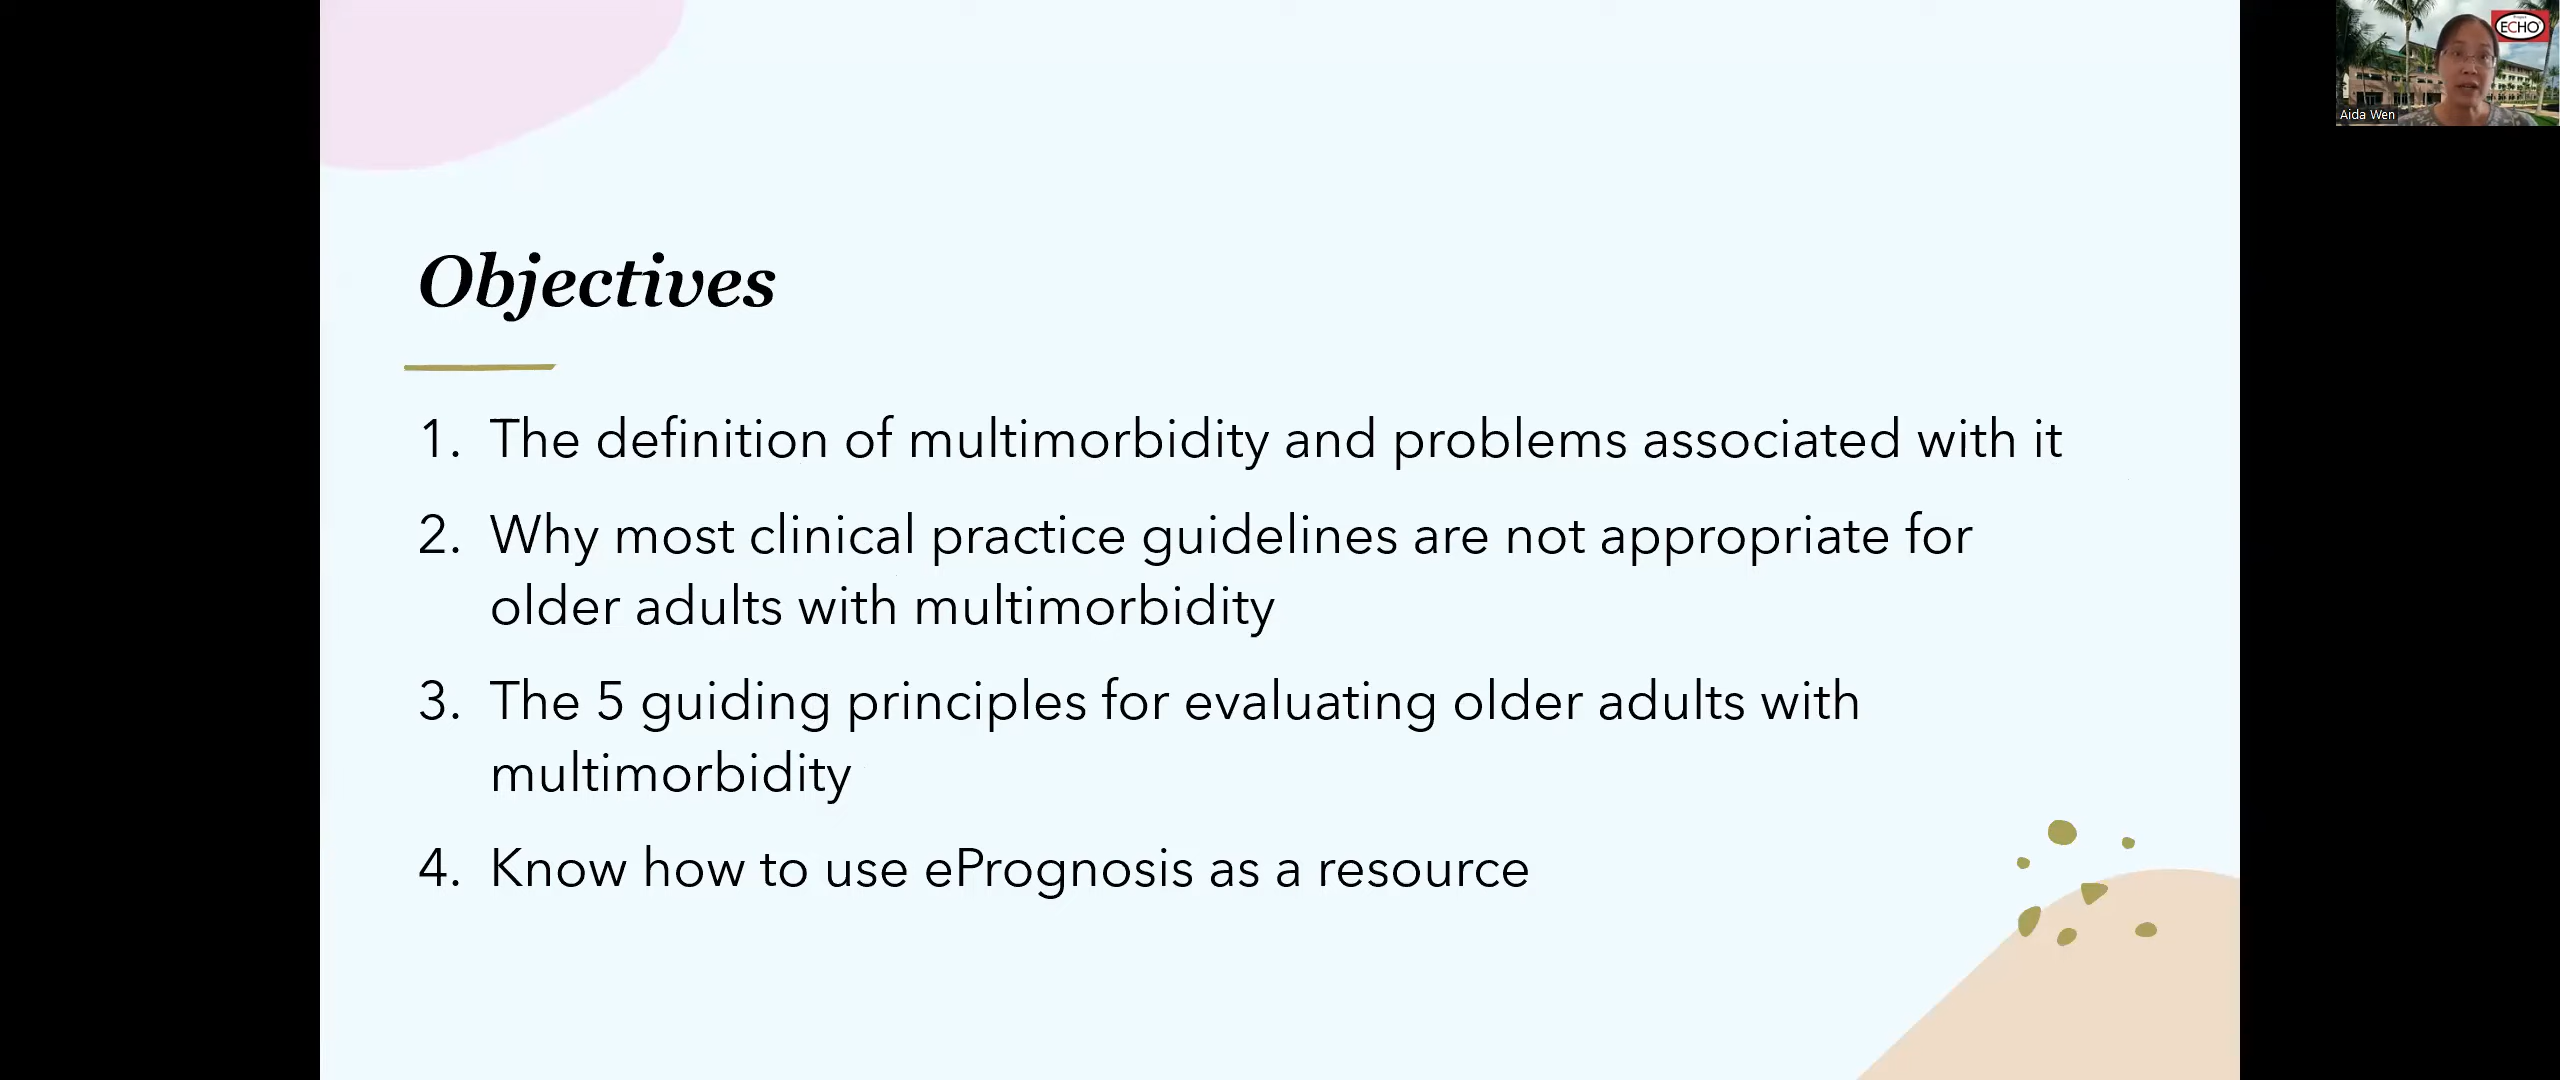 Objectives
1. The definition of multimorbidity and problems associated with it
2. Why most clinical practice guidelines are not appropriate for
older adults with multimorbidity
3. The 5 guiding principles for evaluating older adults with
multimorbidity
4. Know how to use ePrognosis as a resource
ECHO
Aida Wen